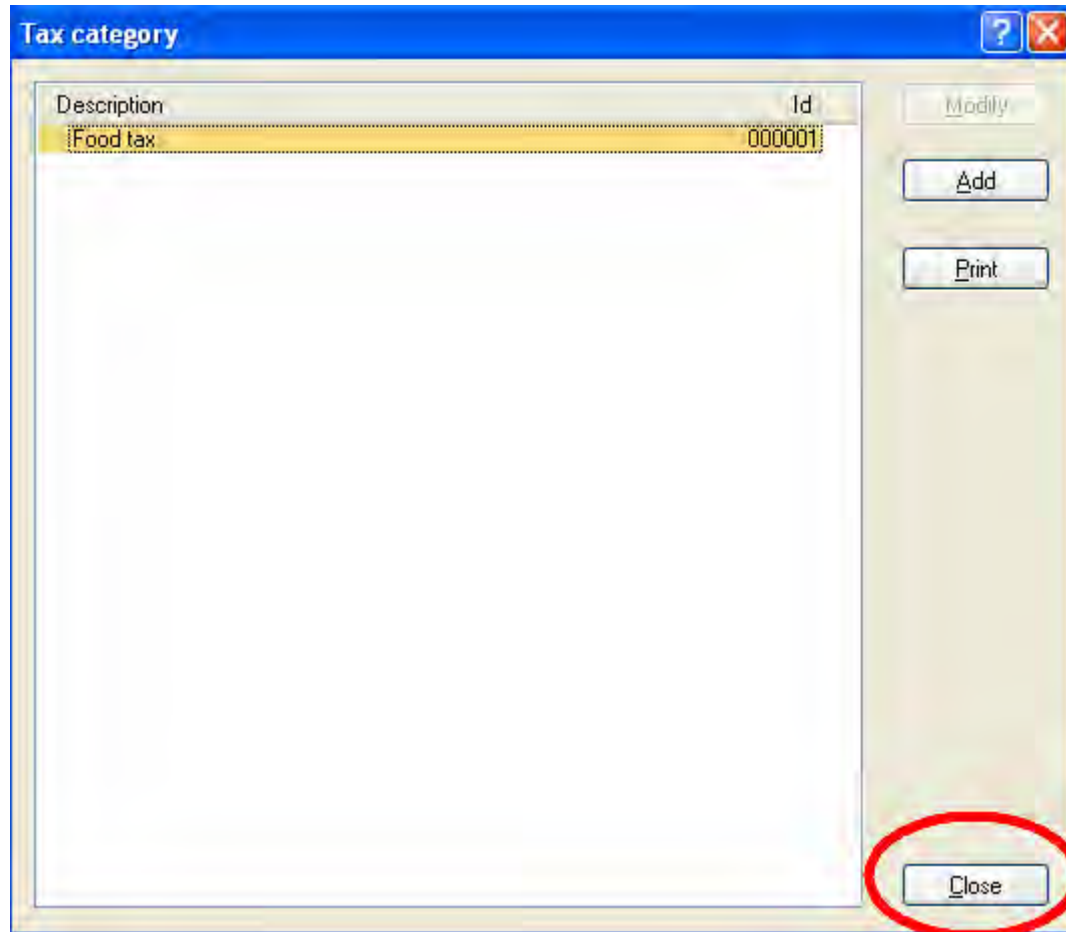 Tax category
Description Id Modify
Food tax 000001
Add
Print
Close